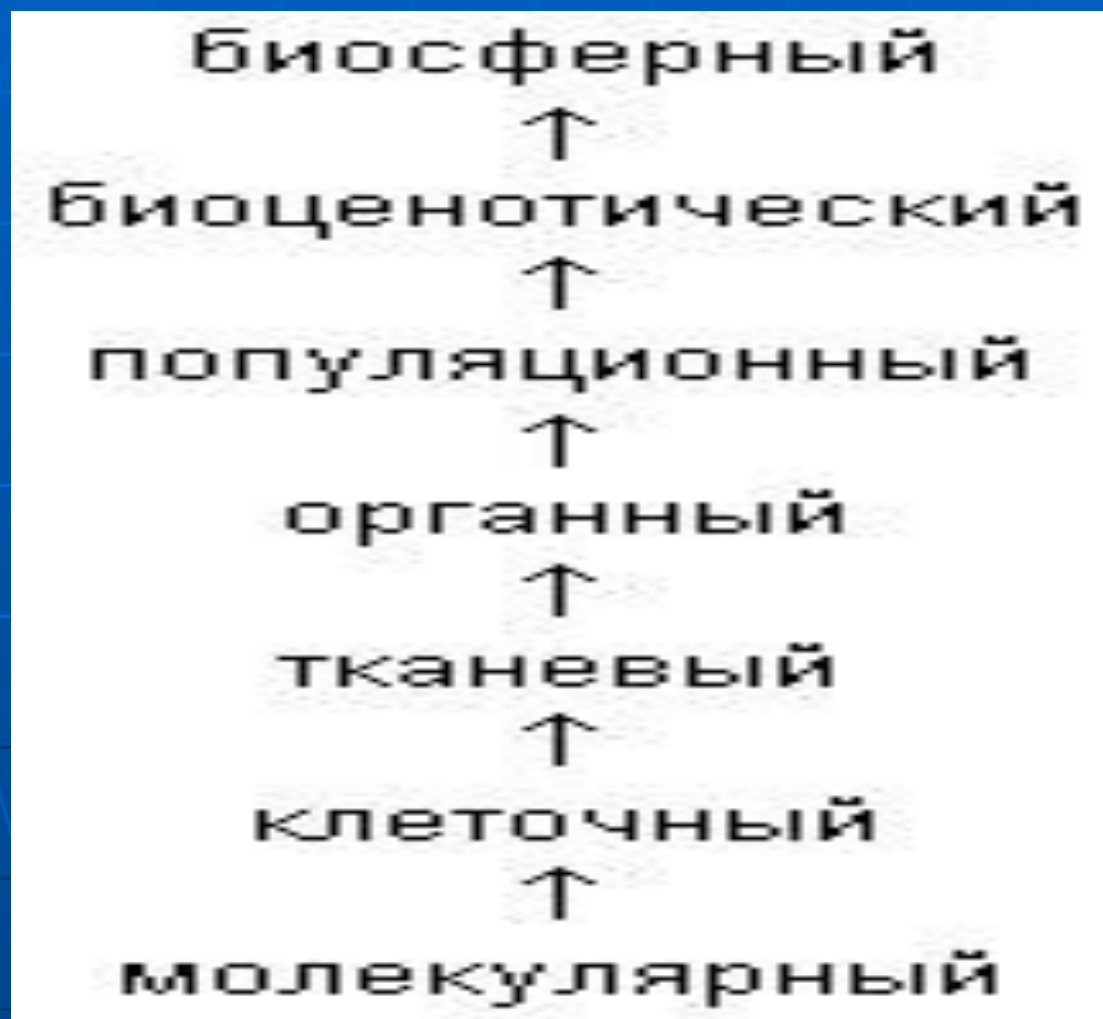 биосферный
↑
биоценотический
↑
популяционный
↑
органный
↑
тканевый
↑
клеточный
↑
молекулярный